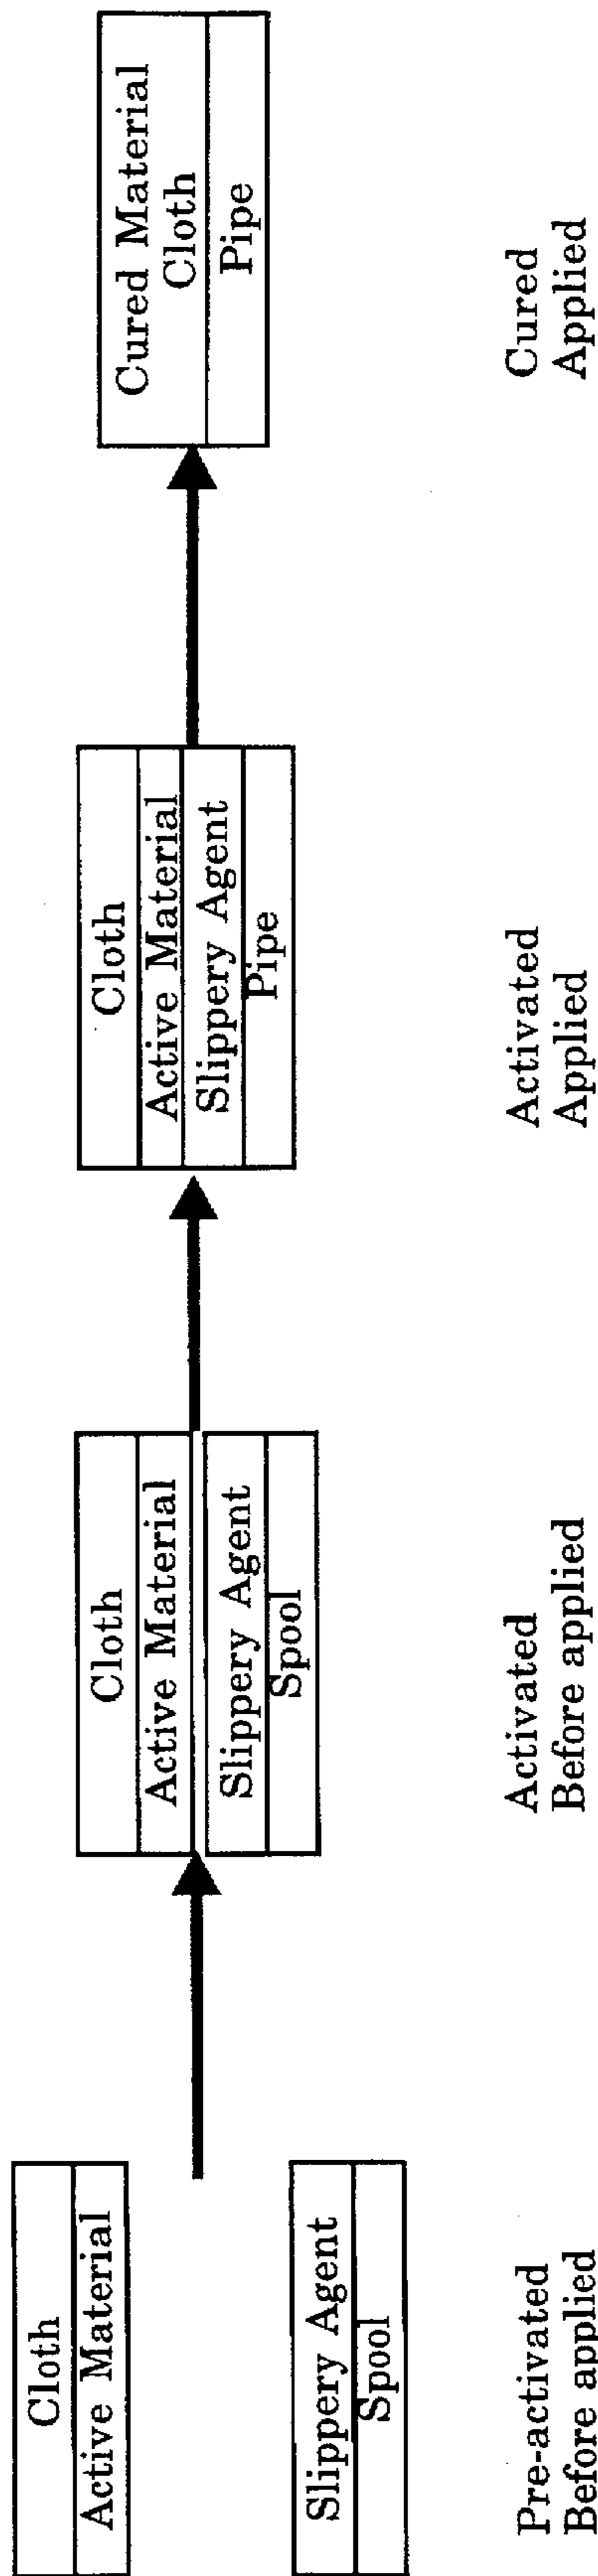 Cloth
Active Material
Slippery Agent
Spool
Pre-activated
Before applied
Cloth
Active Material
Slippery Agent
Spool
Activated
Before applied
Cloth
Active Material
Slippery Agent
Pipe
Activated
Applied
Cured Material
Cloth
Pipe
Cured
Applied